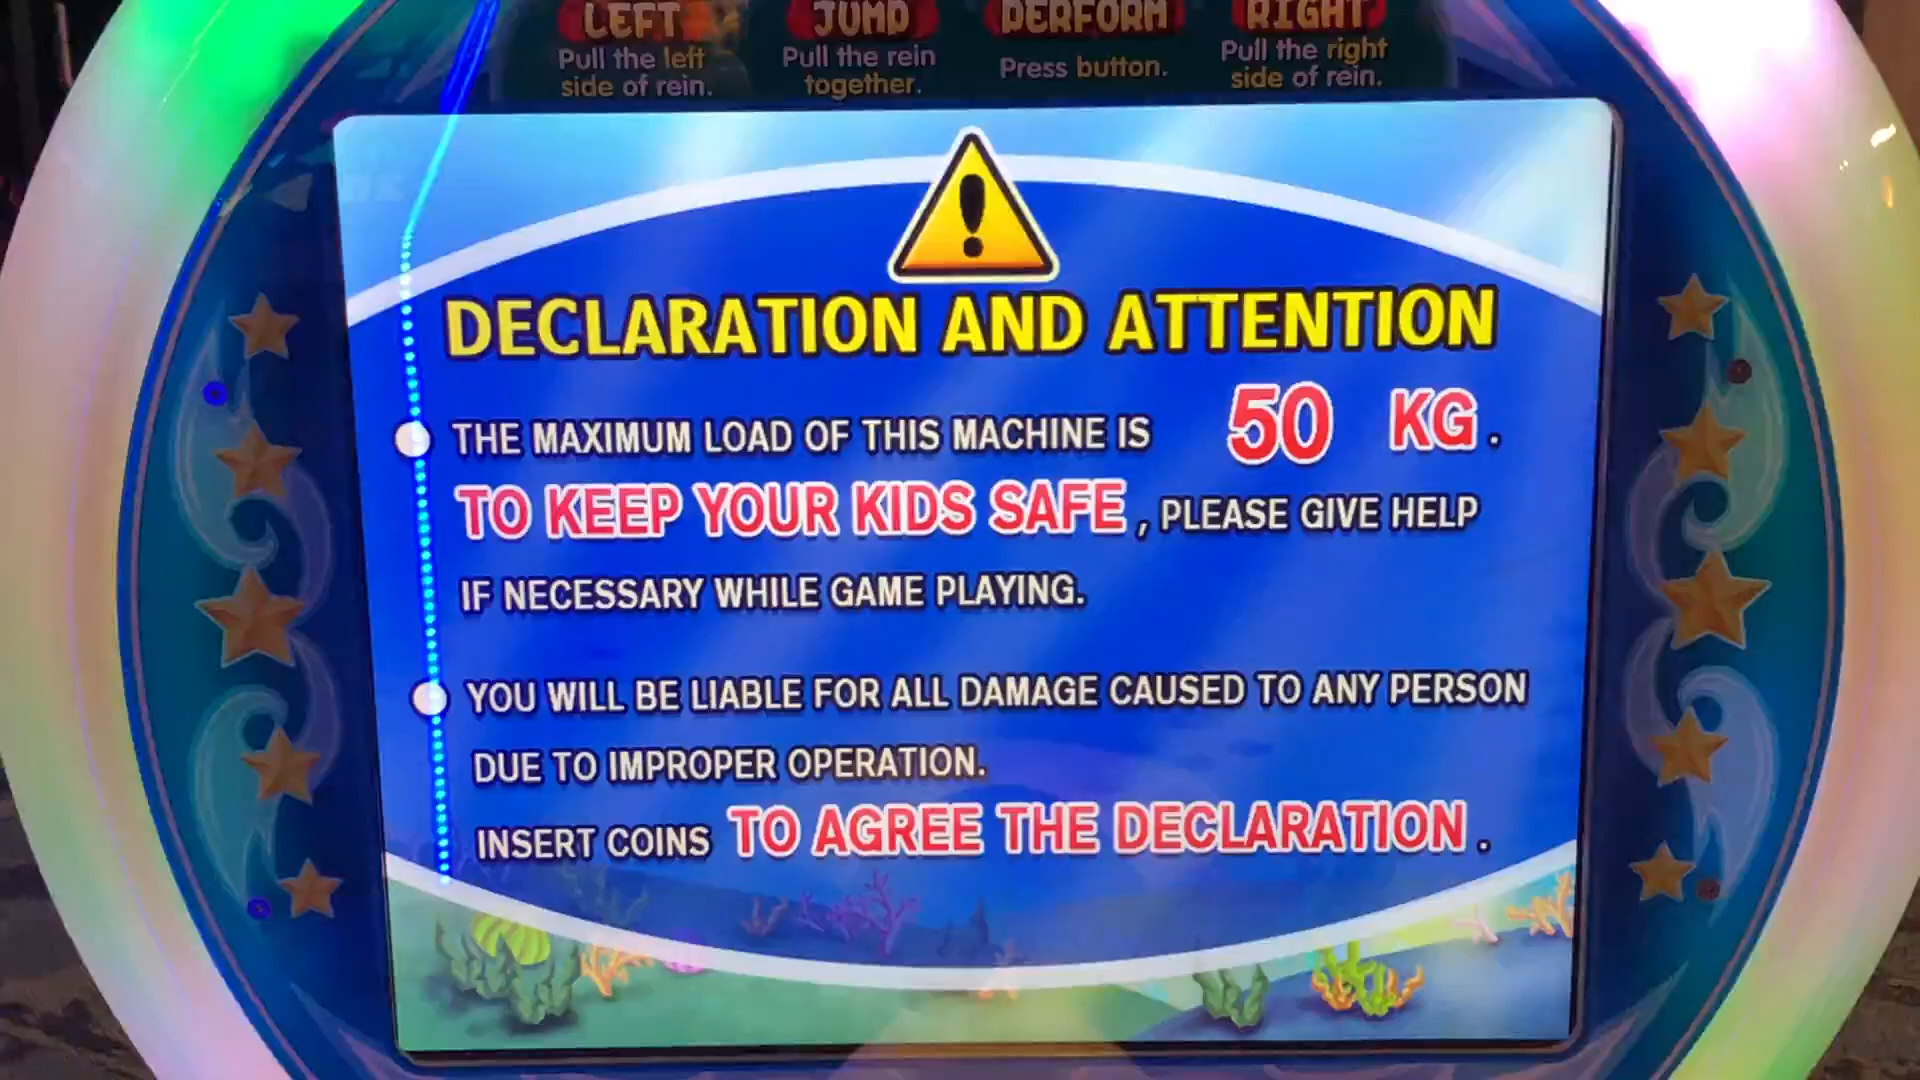 LEFT
Pull the left
side of rein.
JUMP
Pull the rein
together.
PERFORM
Press button.
RIGHT
Pull the right
side of rein.
DECLARATION AND ATTENTION
THE MAXIMUM LOAD OF THIS MACHINE IS 50 KG.
TO KEEP YOUR KIDS SAFE, PLEASE GIVE HELP
IF NECESSARY WHILE GAME PLAYING.
YOU WILL BE LIABLE FOR ALL DAMAGE CAUSED TO ANY PERSON
DUE TO IMPROPER OPERATION.
INSERT COINS TO AGREE THE DECLARATION.